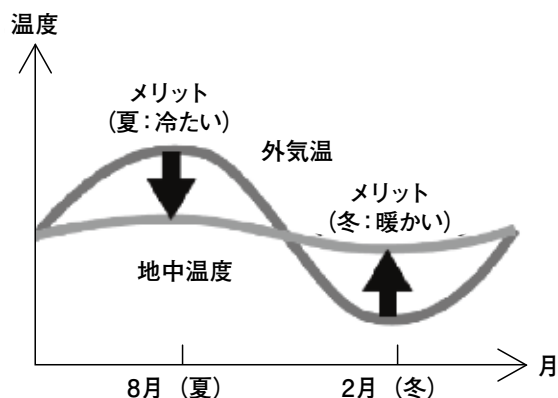 温度
メリット
（夏：冷たい）
外気温
メリット
（冬：暖かい）
地中温度
月
8月（夏）
2月（冬）